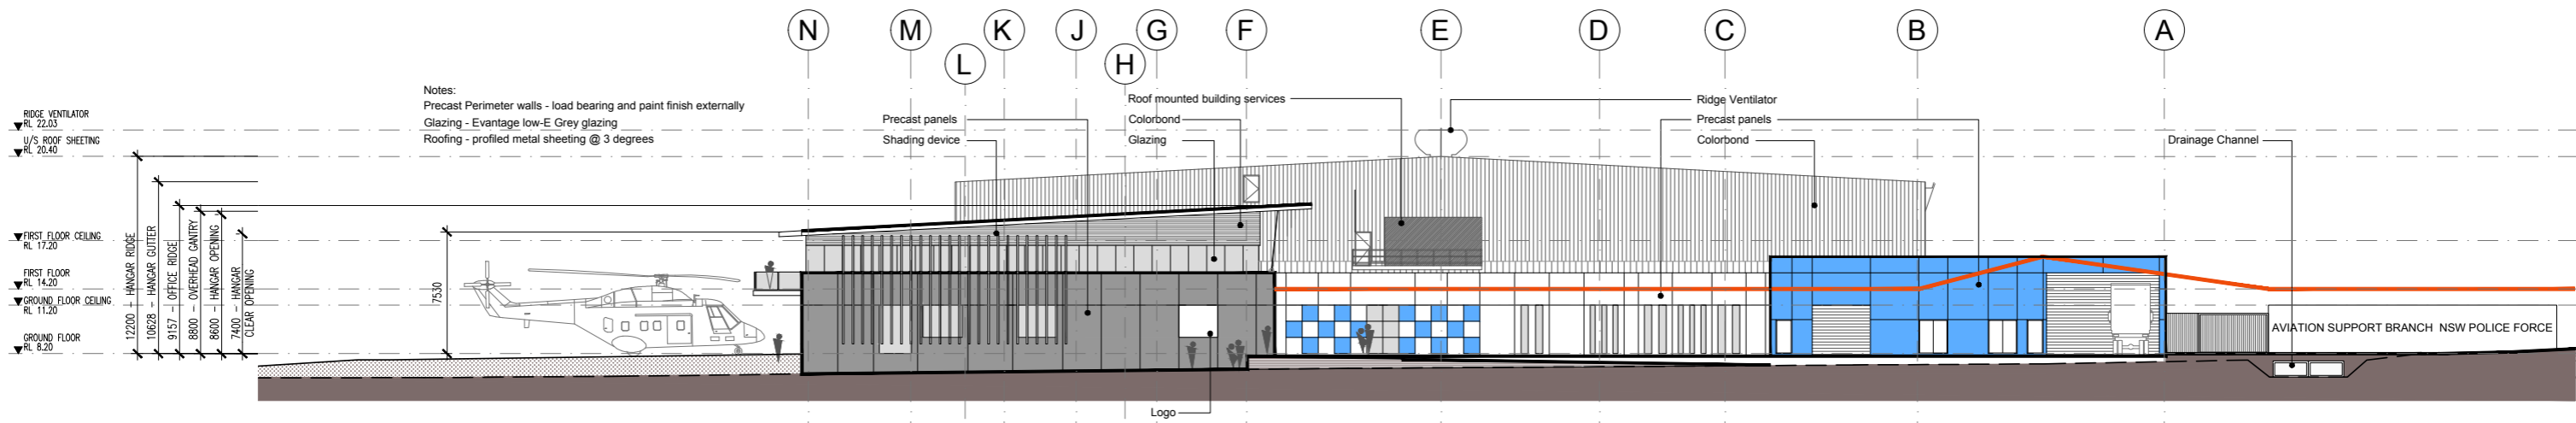 N
M
K
J
G
F
E
D
C
B
A
L
H
Notes:
Precast Perimeter walls - load bearing and paint finish externally
Glazing - Evantage low-E Grey glazing
Roofing - profiled metal sheeting @ 3 degrees
Precast panels
Shading device
Roof mounted building services
Colorbond
Glazing
Ridge Ventilator
Precast panels
Colorbond
Drainage Channel
RIDGE VENTILATOR
RL 22.03
U/S ROOF SHEETING
RL 20.40
FIRST FLOOR CEILING
RL 17.20
FIRST FLOOR
RL 14.20
GROUND FLOOR CEILING
RL 11.20
GROUND FLOOR
RL 8.20
12200 - HANGAR RIDGE
10628 - HANGAR GUTTER
9157 - OFFICE RIDGE
8800 - OVERHEAD GANTRY
8600 - HANGAR OPENING
7400 - HANGAR
CLEAR OPENING
7530
AVIATION SUPPORT BRANCH NSW POLICE FORCE
Logo